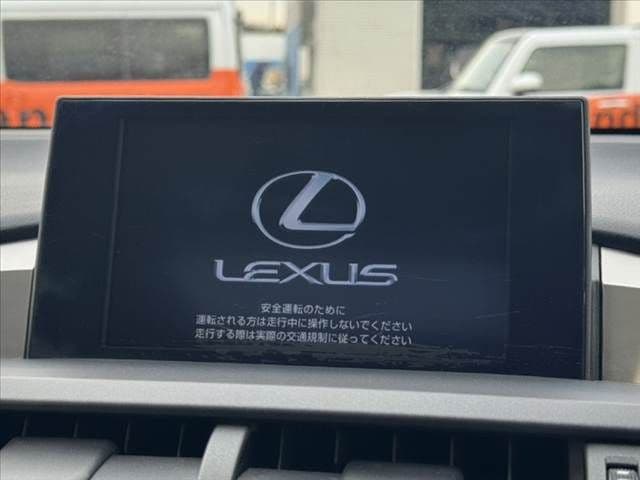 LEXUS
安全運転のために
運転される方は走行中に操作しないでください
走行する際は実際の交通規制に従ってください